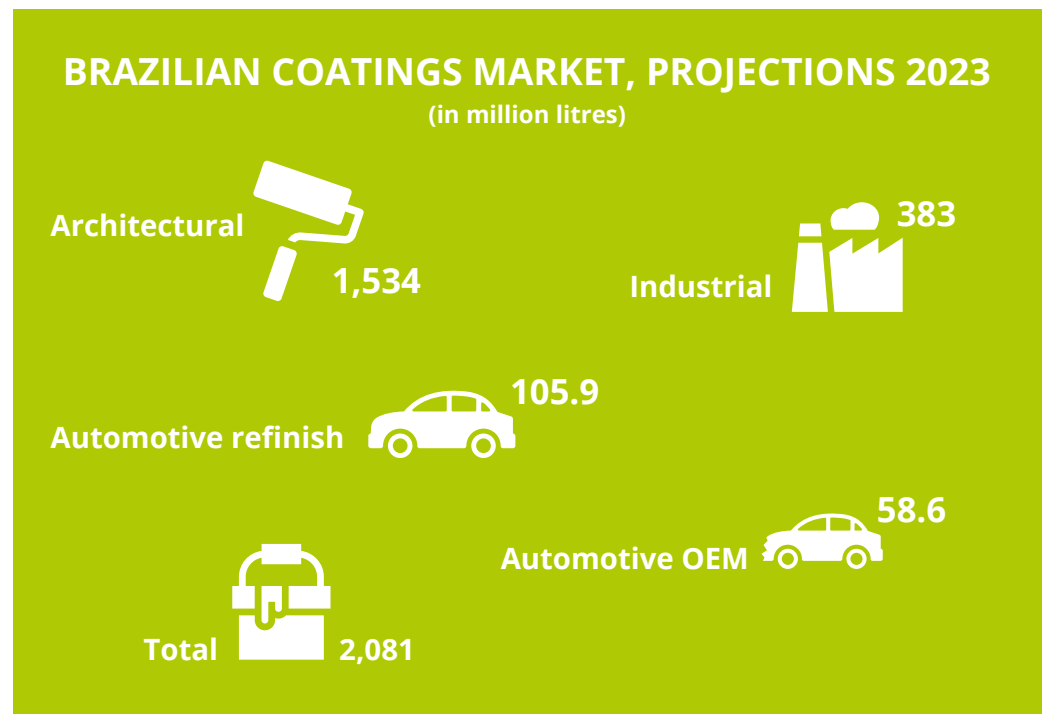 BRAZILIAN COATINGS MARKET, PROJECTIONS 2023
(in million litres)
Architectural
1,534
383
Industrial
105.9
Automotive refinish
58.6
Automotive OEM
Total
2,081